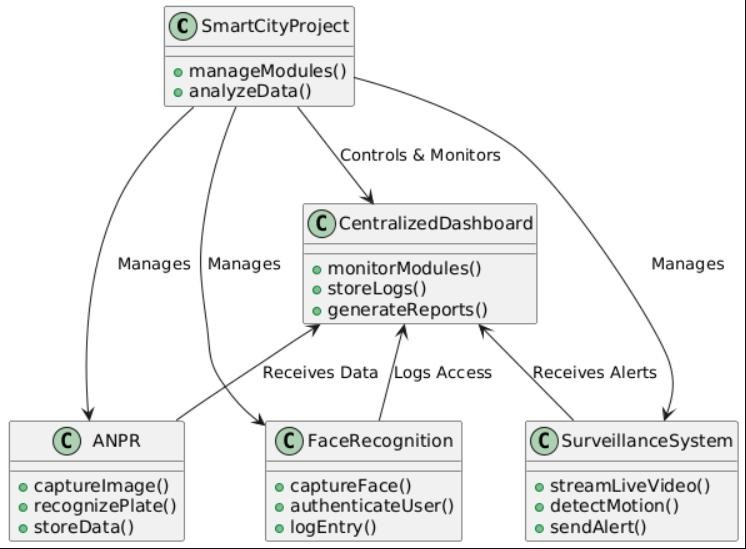 C SmartCityProject
manageModules()
analyzeData()
Controls & Monitors
C CentralizedDashboard
Manages
Manages
monitorModules()
storeLogs()
generateReports()
Manages
Receives Data
Logs Access
Receives Alerts
C ANPR
captureImage()
recognizePlate()
storeData()
C FaceRecognition
captureFace()
authenticateUser()
logEntry()
C SurveillanceSystem
streamLiveVideo()
detectMotion()
sendAlert()